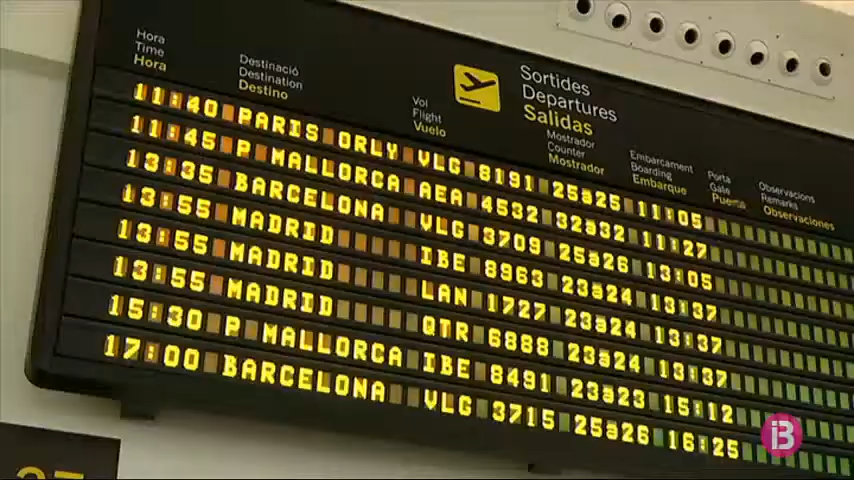 Hora
Time
Hora
Destinació
Destination
Destino
Vol
Flight
Vuelo
Sortides
Departures
Salidas
Mostrador
Counter
Mostrador
Embarcament
Boarding
Embarque
Porta
Gate
Puerta
Observacions
Remarks
Observaciones
11:40 PARIS ORLY VLG 8191 25a25 11:05
11:45 P MALLORCA AEA 4532 32a32 11:27
13:35 BARCELONA VLG 3709 25a26 13:05
13:55 MADRID IBE 8963 23a24 13:37
13:55 MADRID LAN 1727 23a24 13:37
13:55 MADRID QTR 6888 23a24 13:37
15:30 P MALLORCA IBE 8491 23a23 15:12
17:00 BARCELONA VLG 3715 25a26 16:25
iB